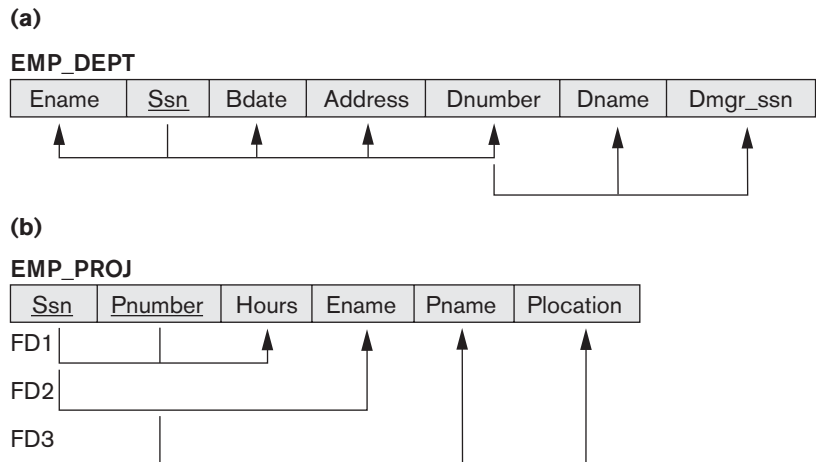 (a)
EMP_DEPT
Ename Ssn Bdate Address Dnumber Dname Dmgr_ssn
(b)
EMP_PROJ
Ssn Pnumber Hours Ename Pname Plocation
FD1
FD2
FD3